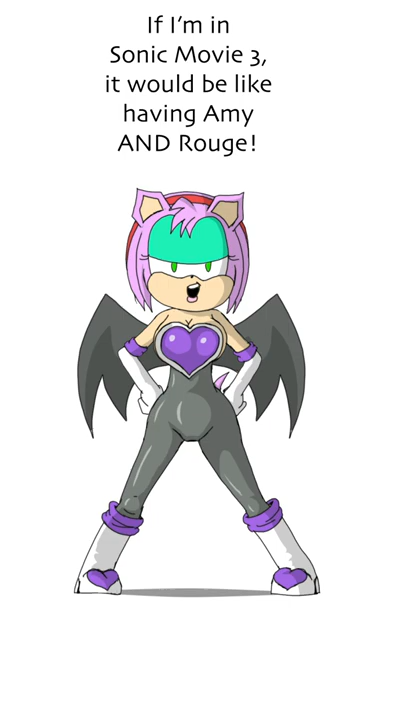 If I'm in
Sonic Movie 3,
it would be like
having Amy
AND Rouge!